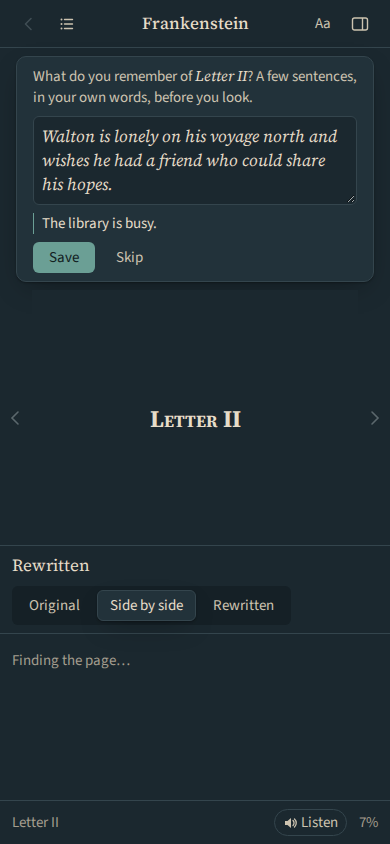 Frankenstein
Aa
What do you remember of Letter II? A few sentences,
in your own words, before you look.
Walton is lonely on his voyage north and
wishes he had a friend who could share
his hopes.
The library is busy.
Save
Skip
Letter II
Rewritten
Original
Side by side
Rewritten
Finding the page…
Letter II
Listen
7%